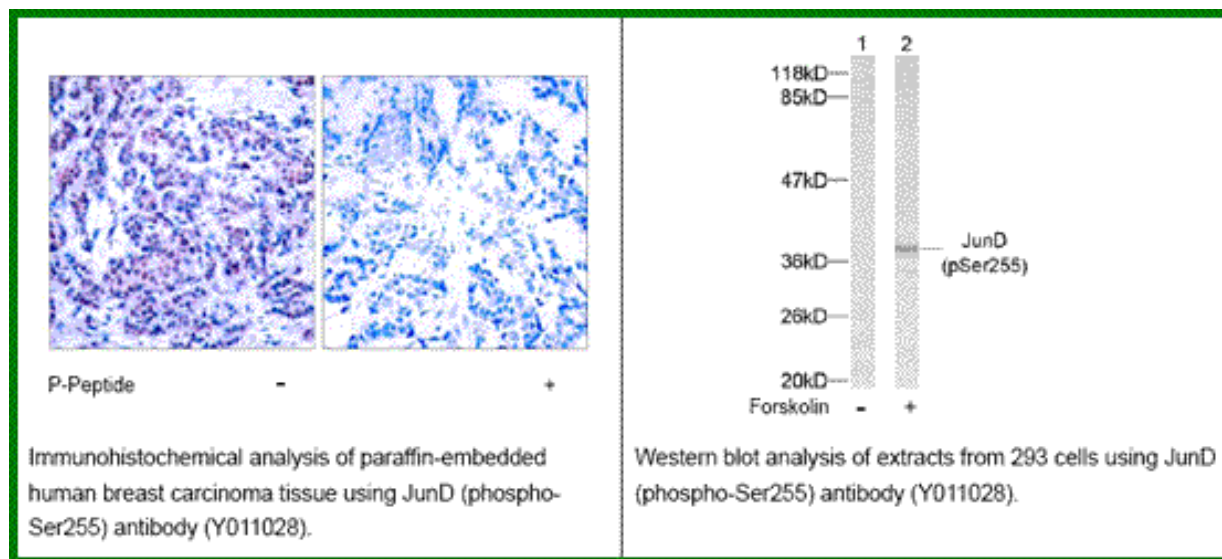 P-Peptide - +
Immunohistochemical analysis of paraffin-embedded
human breast carcinoma tissue using JunD (phospho-
Ser255) antibody (Y011028).
1 2
118kD
85kD
47kD
JunD
36kD
(pSer255)
26kD
20kD
Forskolin - +
Western blot analysis of extracts from 293 cells using JunD
(phospho-Ser255) antibody (Y011028).